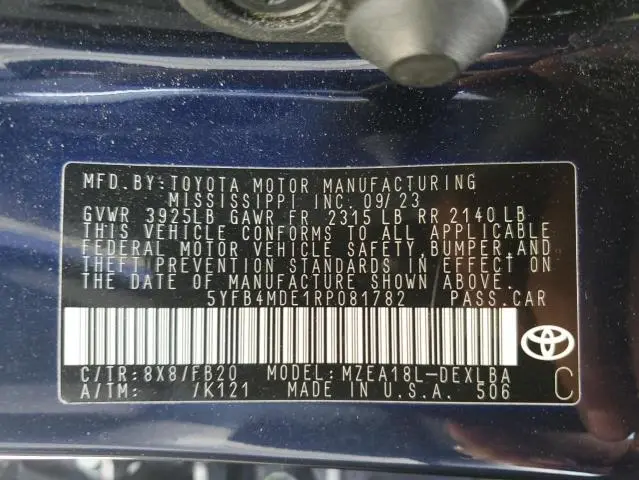 MFD.BY:TOYOTA MOTOR MANUFACTURING
MISSISSIPPI INC.09/23
GVWR 3925LB GAWR FR 2315 LB RR 2140 LB
THIS VEHICLE CONFORMS TO ALL APPLICABLE
FEDERAL MOTOR VEHICLE SAFETY, BUMPER,AND
THEFT PREVENTION STANDARDS IN EFFECT ON
THE DATE OF MANUFACTURE SHOWN ABOVE.
5YFB4MDE1RP081782 PASS.CAR
C/TR:8X8/FB20 MODEL:MZEA18L-DEXLBA
A/TM: /K121 MADE IN U.S.A. 506
C